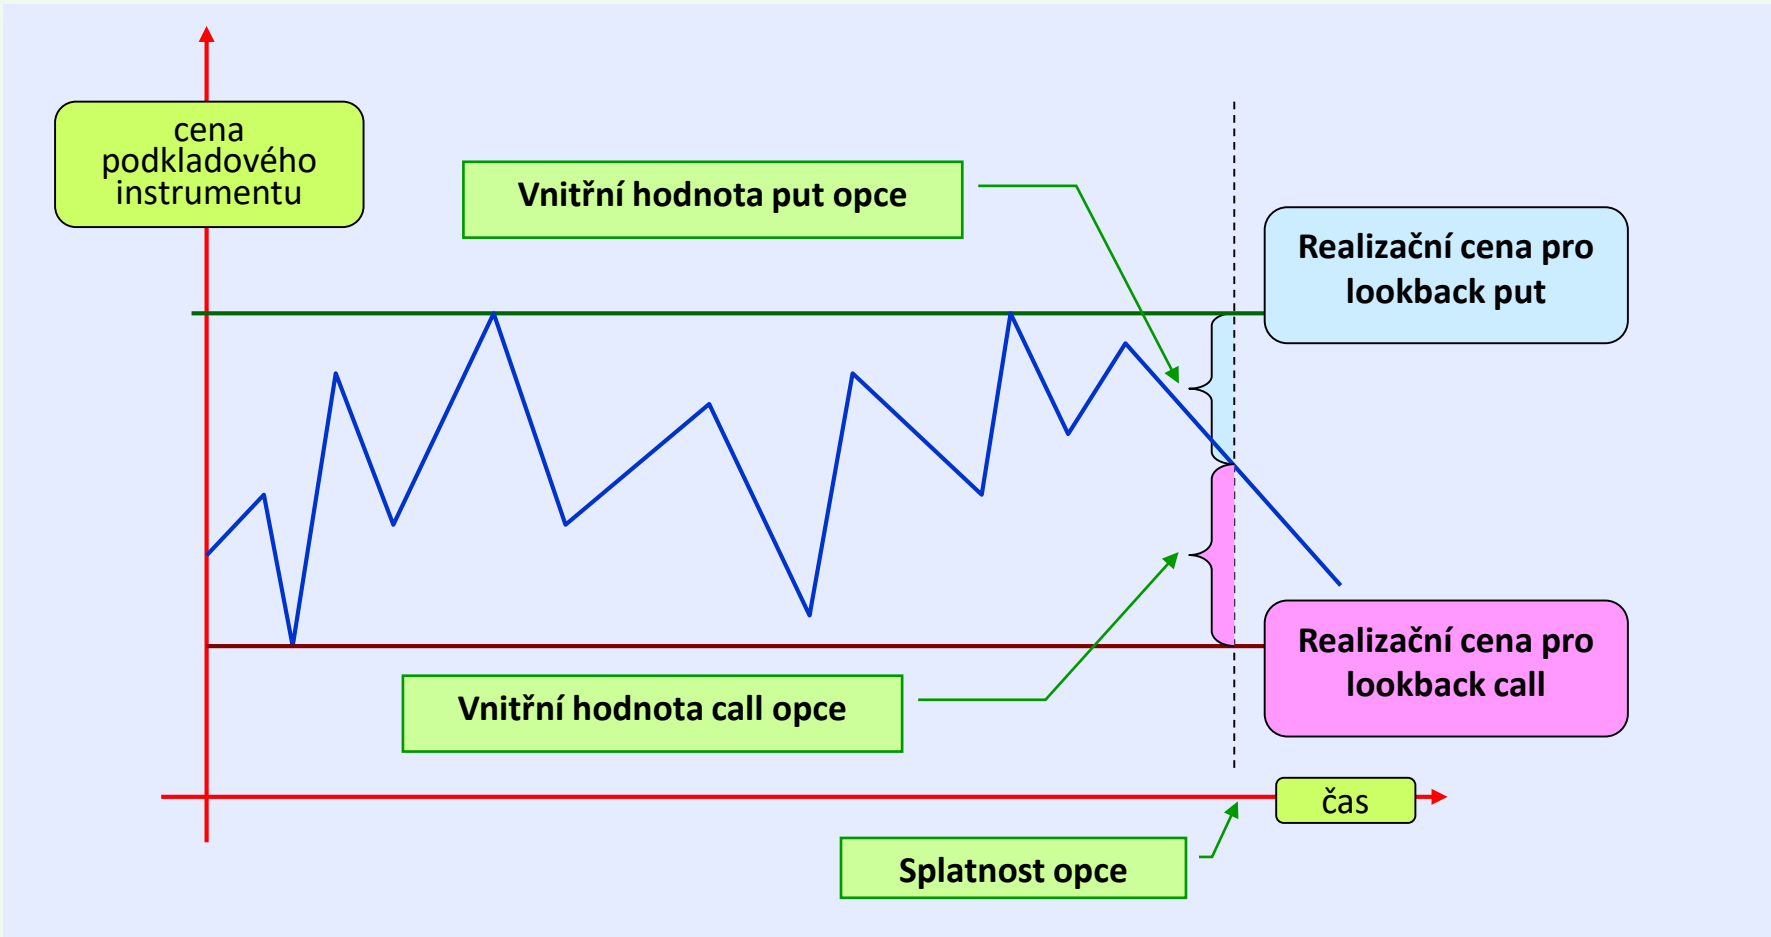 cena
podkladového
instrumentu
Vnitřní hodnota put opce
Realizační cena pro
lookback put
Realizační cena pro
lookback call
Vnitřní hodnota call opce
čas
Splatnost opce